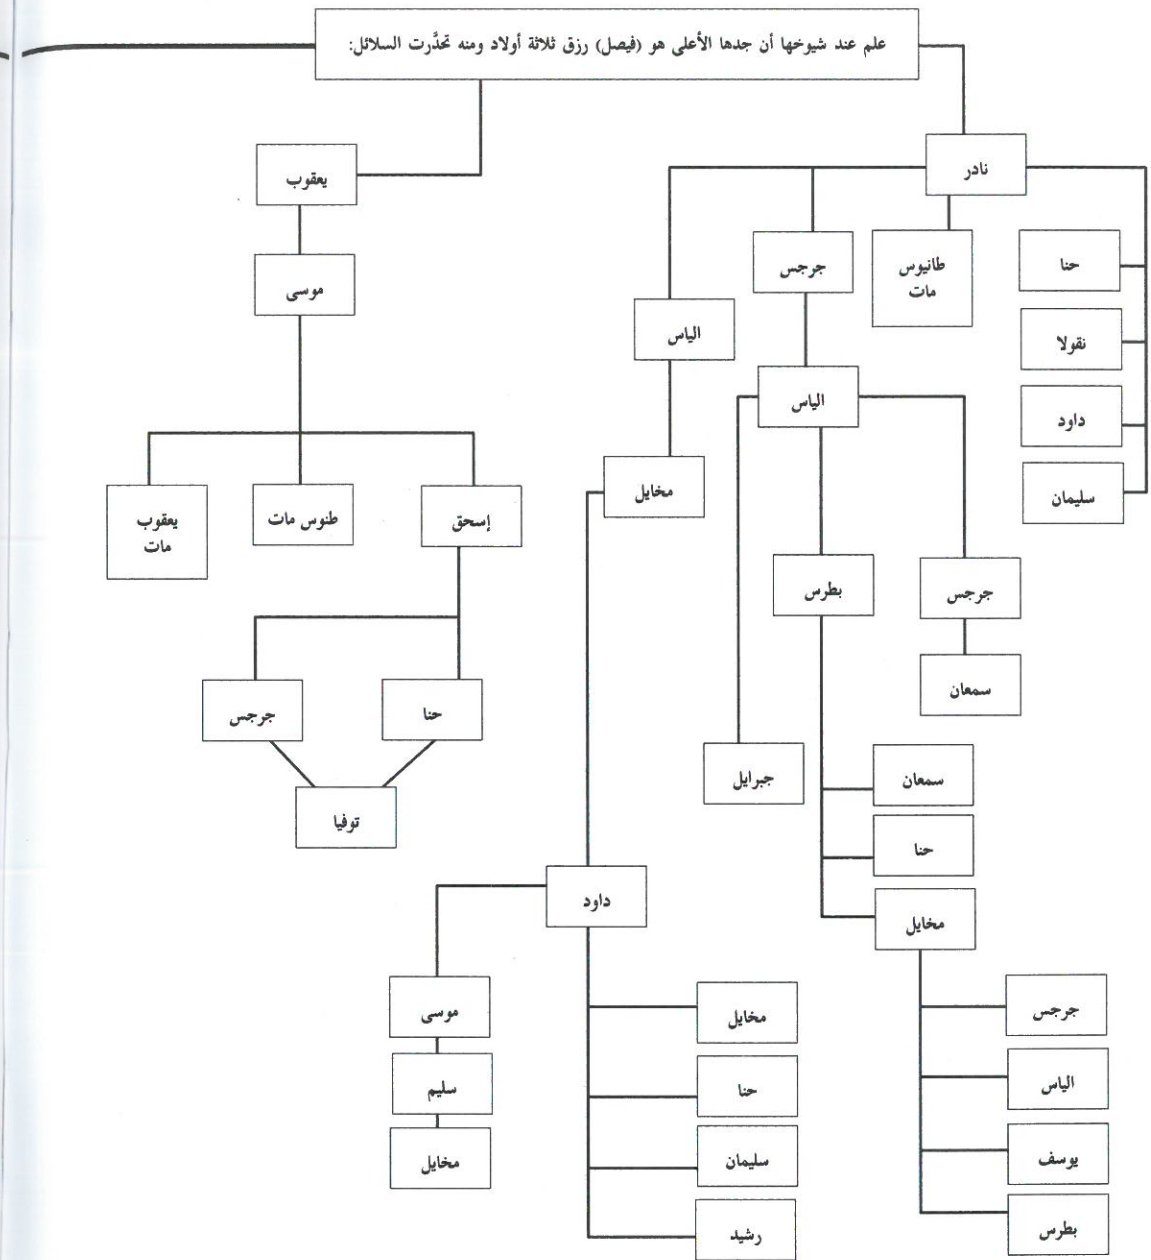 علم عند شيوخها أن جدها الأعلى هو (فيصل) رزق ثلاثة أولاد ومنه تحدَّرت السلائل:
نادر
يعقوب
حنا
طانيوس
مات
جرجس
موسى
الياس
نقولا
الياس
داود
مخايل
سليمان
إسحق
طنوس مات
يعقوب
مات
جرجس
بطرس
سمعان
حنا
جرجس
جبرايل
سمعان
توفيا
حنا
داود
مخايل
جرجس
مخايل
موسى
الياس
حنا
سليم
يوسف
سليمان
مخايل
بطرس
رشيد